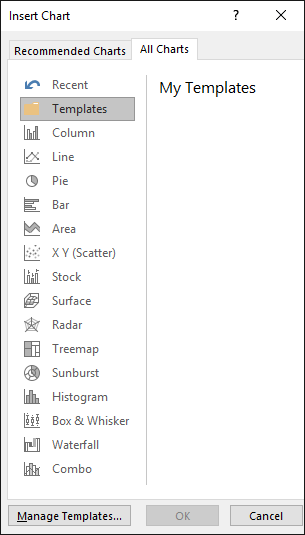 Insert Chart
?
Recommended Charts
All Charts
Recent
Templates
Column
Line
Pie
Bar
Area
X Y (Scatter)
Stock
Surface
Radar
Treemap
Sunburst
Histogram
Box & Whisker
Waterfall
Combo
My Templates
Manage Templates...
OK
Cancel